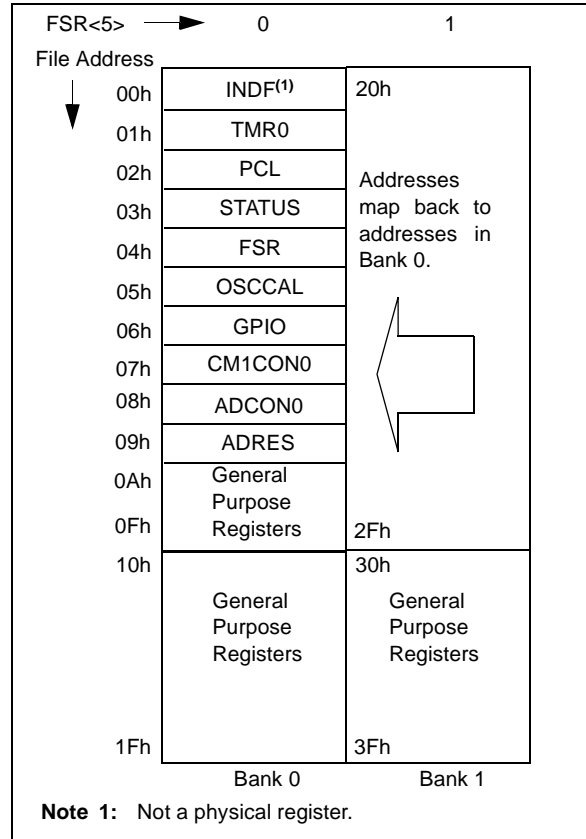 FSR<5> 0 1
File Address
00h INDF(1) 20h
01h TMR0
02h PCL
Addresses
map back to
addresses in
Bank 0.
03h STATUS
04h FSR
05h OSCCAL
06h GPIO
07h CM1CON0
08h ADCON0
09h ADRES
0Ah General
Purpose
0Fh Registers 2Fh
10h 30h
General General
Purpose Purpose
Registers Registers
1Fh 3Fh
Bank 0 Bank 1
Note 1: Not a physical register.